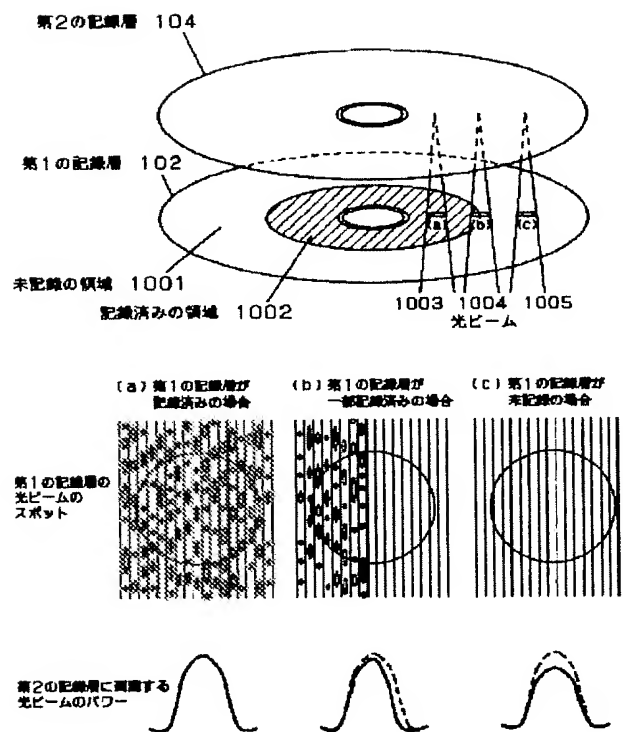 第2の記録層 104
第1の記録層 102
(a) (b) (c)
未記録の領域 1001
記録済みの領域 1002
1003 1004 1005
光ビーム
(a) 第1の記録層が
記録済みの場合
(b) 第1の記録層が
一部記録済みの場合
(c) 第1の記録層が
未記録の場合
第1の記録層の
光ビームの
スポット
第2の記録層に到達する
光ビームのパワー